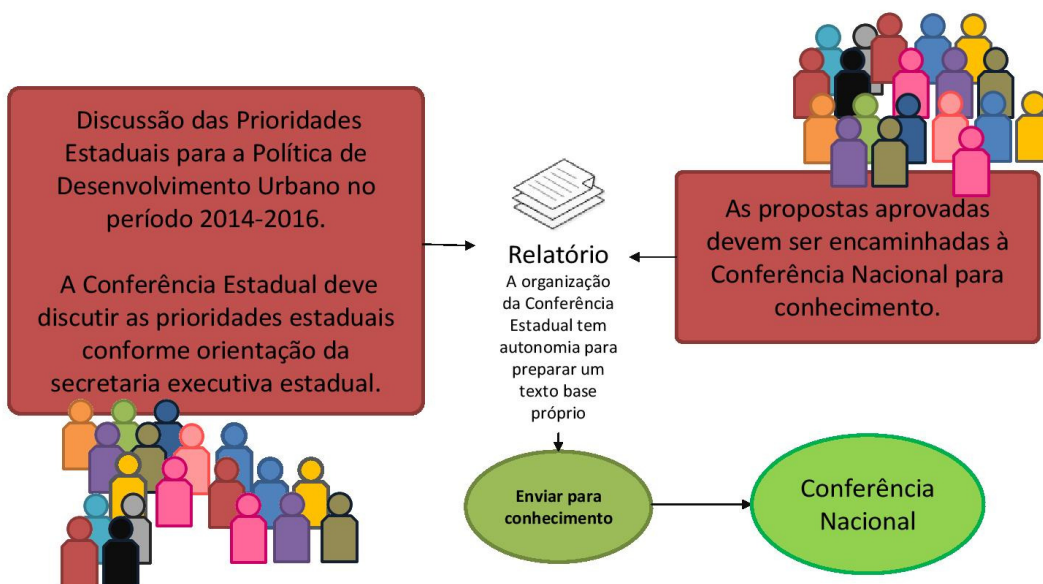 Discussão das Prioridades
Estaduais para a Política de
Desenvolvimento Urbano no
período 2014-2016.
A Conferência Estadual deve
discutir as prioridades estaduais
conforme orientação da
secretaria executiva estadual.
Relatório
A organização
da Conferência
Estadual tem
autonomia para
preparar um
texto base
próprio
As propostas aprovadas
devem ser encaminhadas à
Conferência Nacional para
conhecimento.
Enviar para
conhecimento
Conferência
Nacional